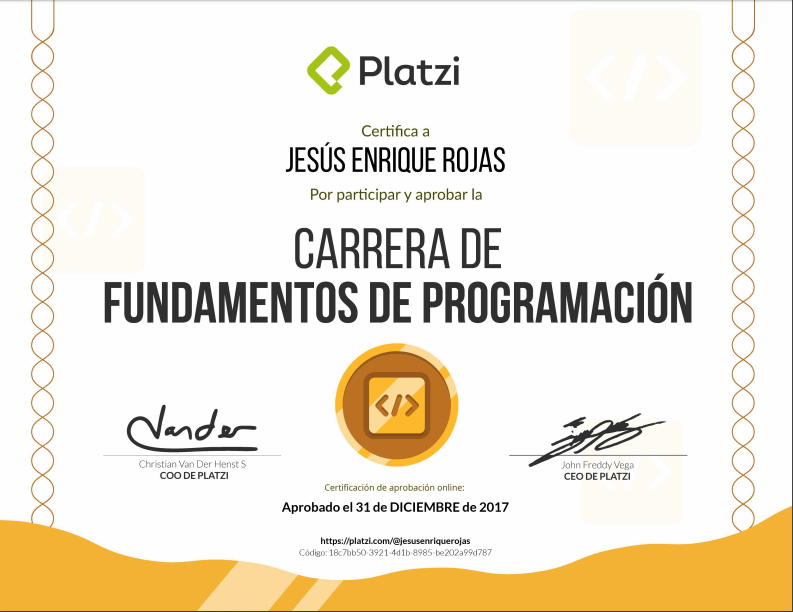 Platzi
Certifica a
JESÚS ENRIQUE ROJAS
Por participar y aprobar la
CARRERA DE
FUNDAMENTOS DE PROGRAMACIÓN
</>
Vander
Christian Van Der Henst S
COO DE PLATZI
John Freddy Vega
CEO DE PLATZI
Certificación de aprobación online:
Aprobado el 31 de DICIEMBRE de 2017
https://platzi.com/@jesusenriquerojas
Código: 18c7bb50-3921-4d1b-8985-be202a99d787